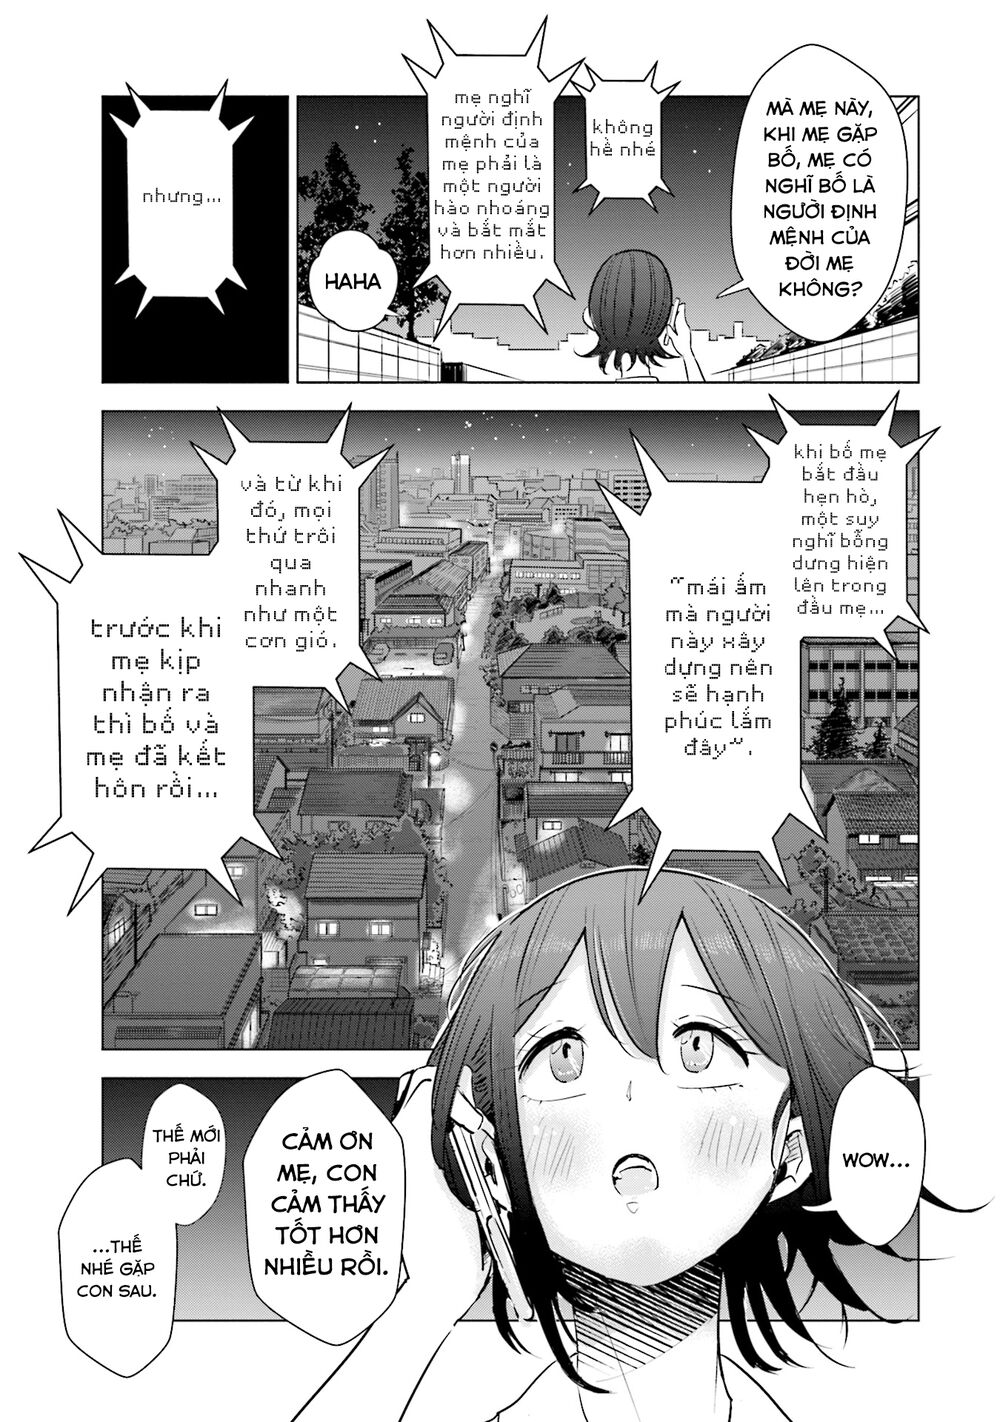 MÀ MẸ NÀY,
KHI MẸ GẶP
BỐ, MẸ CÓ
NGHĨ BỐ LÀ
NGƯỜI ĐỊNH
MỆNH CỦA
ĐỜI MẸ
KHÔNG?
không
hề nhé
mẹ nghĩ
người định
mệnh của
mẹ phải là
một người
hào nhoáng
và bắt mắt
hơn nhiều.
HAHA
nhưng...
khi bố mẹ
bắt đầu
hẹn hò,
một suy
nghĩ bỗng
dưng hiện
lên trong
đầu mẹ...
"mái ấm
mà người
này xây
dựng nên
sẽ hạnh
phúc lắm
đây".
và từ khi
đó, mọi
thứ trôi
qua
nhanh
như một
cơn gió.
trước khi
mẹ kịp
nhận ra
thì bố và
mẹ đã kết
hôn rồi...
WOW...
CẢM ƠN
MẸ, CON
CẢM THẤY
TỐT HƠN
NHIỀU RỒI.
THẾ MỚI
PHẢI
CHỨ.
...THẾ
NHÉ GẶP
CON SAU.